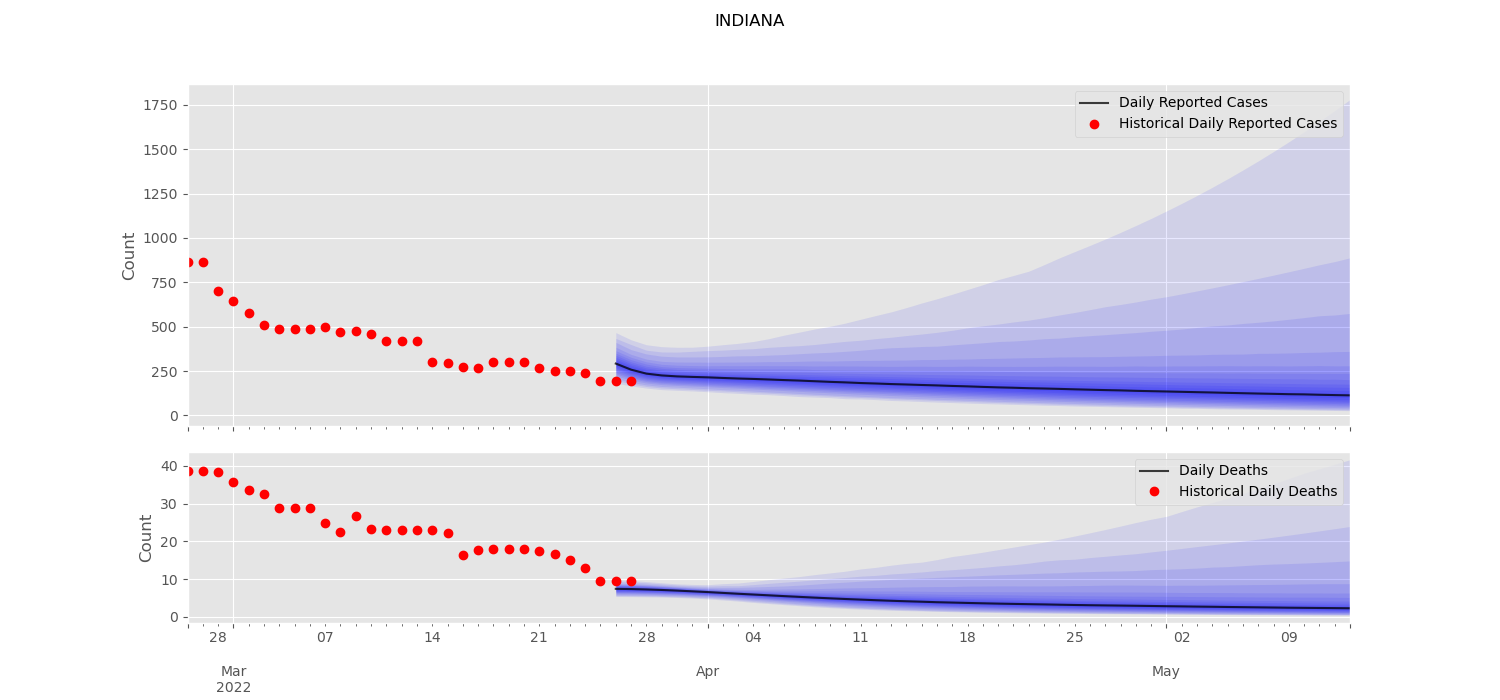 INDIANA
1750
1500
1250
1000
750
500
250
0
Count
Daily Reported Cases
Historical Daily Reported Cases
40
30
20
10
0
Count
Daily Deaths
Historical Daily Deaths
28 07 14 21 28 04 11 18 25 02 09
Mar Apr May
2022